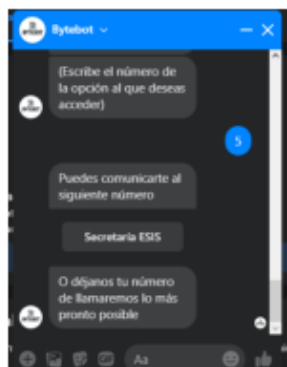 Bytebot
(Escribe el número de
la opción al que deseas
acceder)
5
Puedes comunicarte al
siguiente número
Secretaria ESIS
O déjanos tu número
de llamaremos lo más
pronto posible
Aa